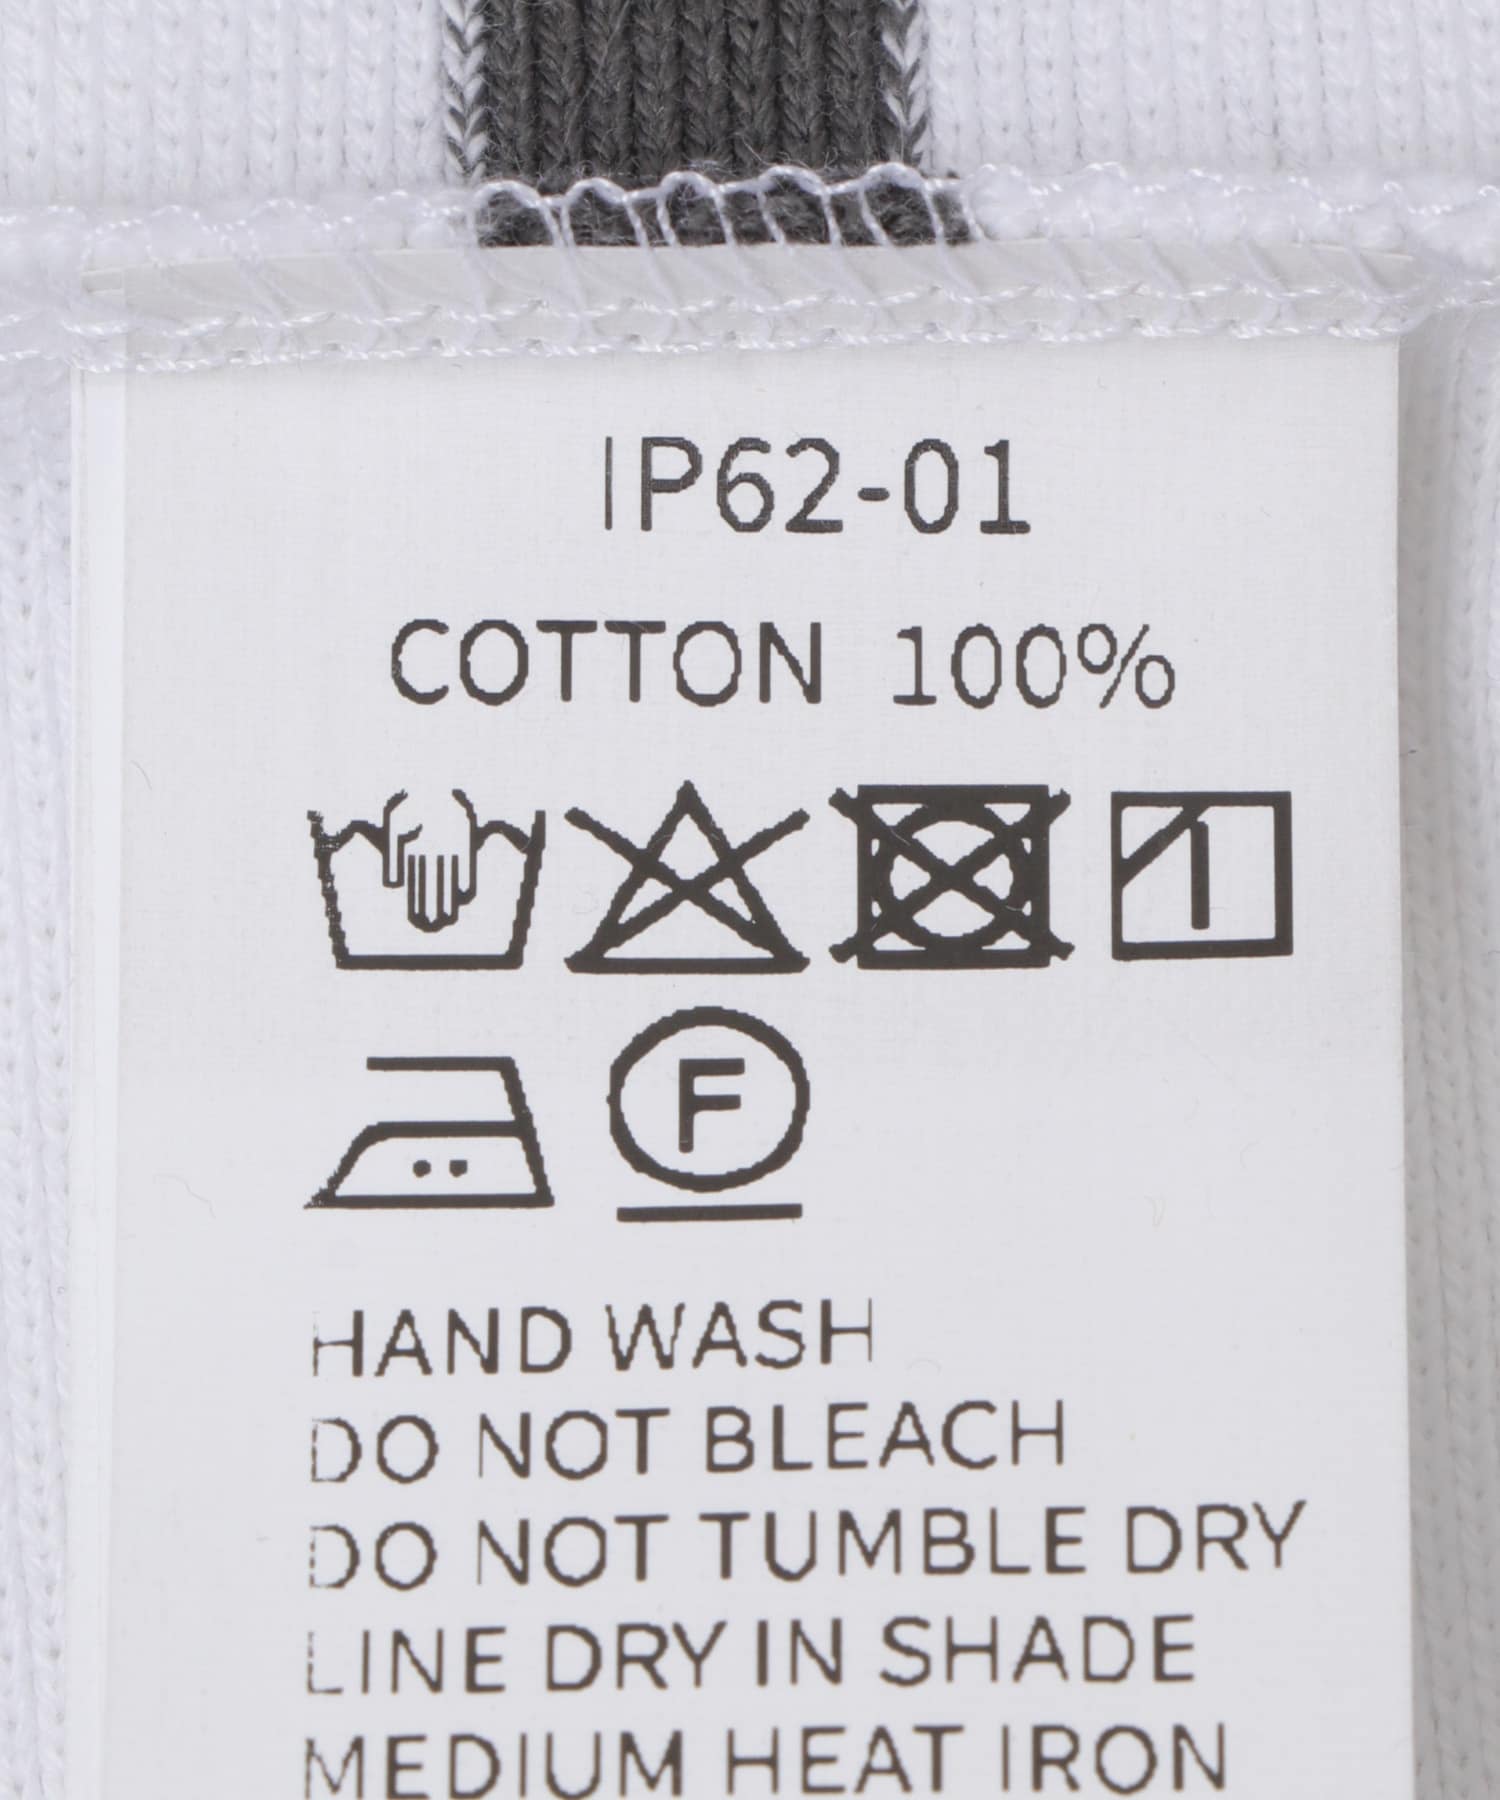 IP62-01
COTTON 100%
F
HAND WASH
DO NOT BLEACH
DO NOT TUMBLE DRY
LINE DRY IN SHADE
MEDIUM HEAT IRON